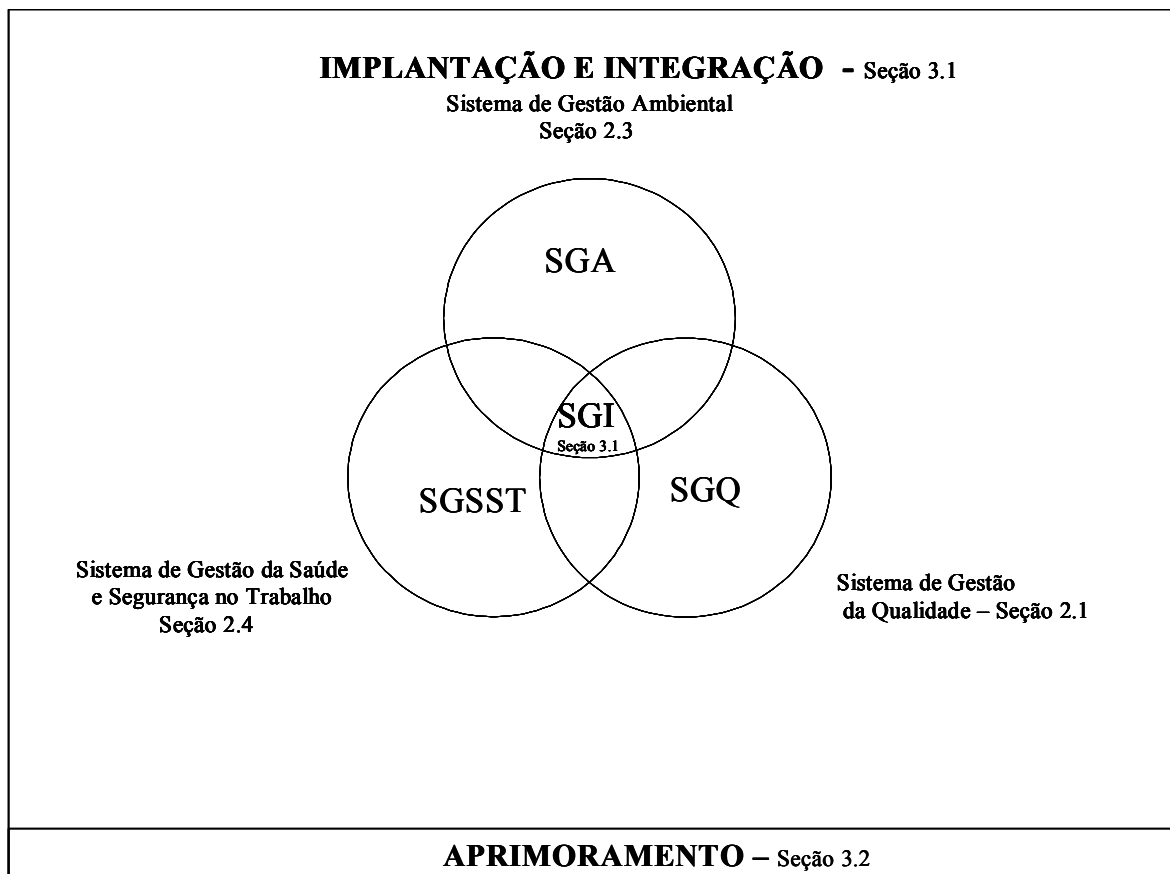 IMPLANTAÇÃO E INTEGRAÇÃO - Seção 3.1
Sistema de Gestão Ambiental
Seção 2.3
SGA
SGI
Seção 3.1
SGSST
SGQ
Sistema de Gestão da Saúde
e Segurança no Trabalho
Seção 2.4
Sistema de Gestão
da Qualidade – Seção 2.1
APRIMORAMENTO – Seção 3.2